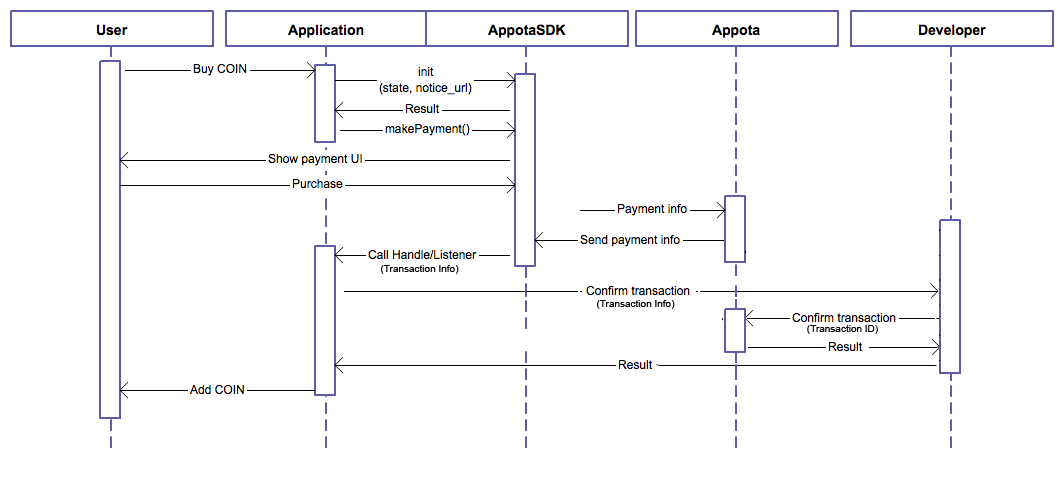 User
Application
AppotaSDK
Appota
Developer
Buy COIN
init
(state, notice_url)
Result
makePayment()
Show payment UI
Purchase
Payment info
Send payment info
Call Handle/Listener
(Transaction Info)
Confirm transaction
(Transaction Info)
Confirm transaction
(Transaction ID)
Result
Result
Add COIN